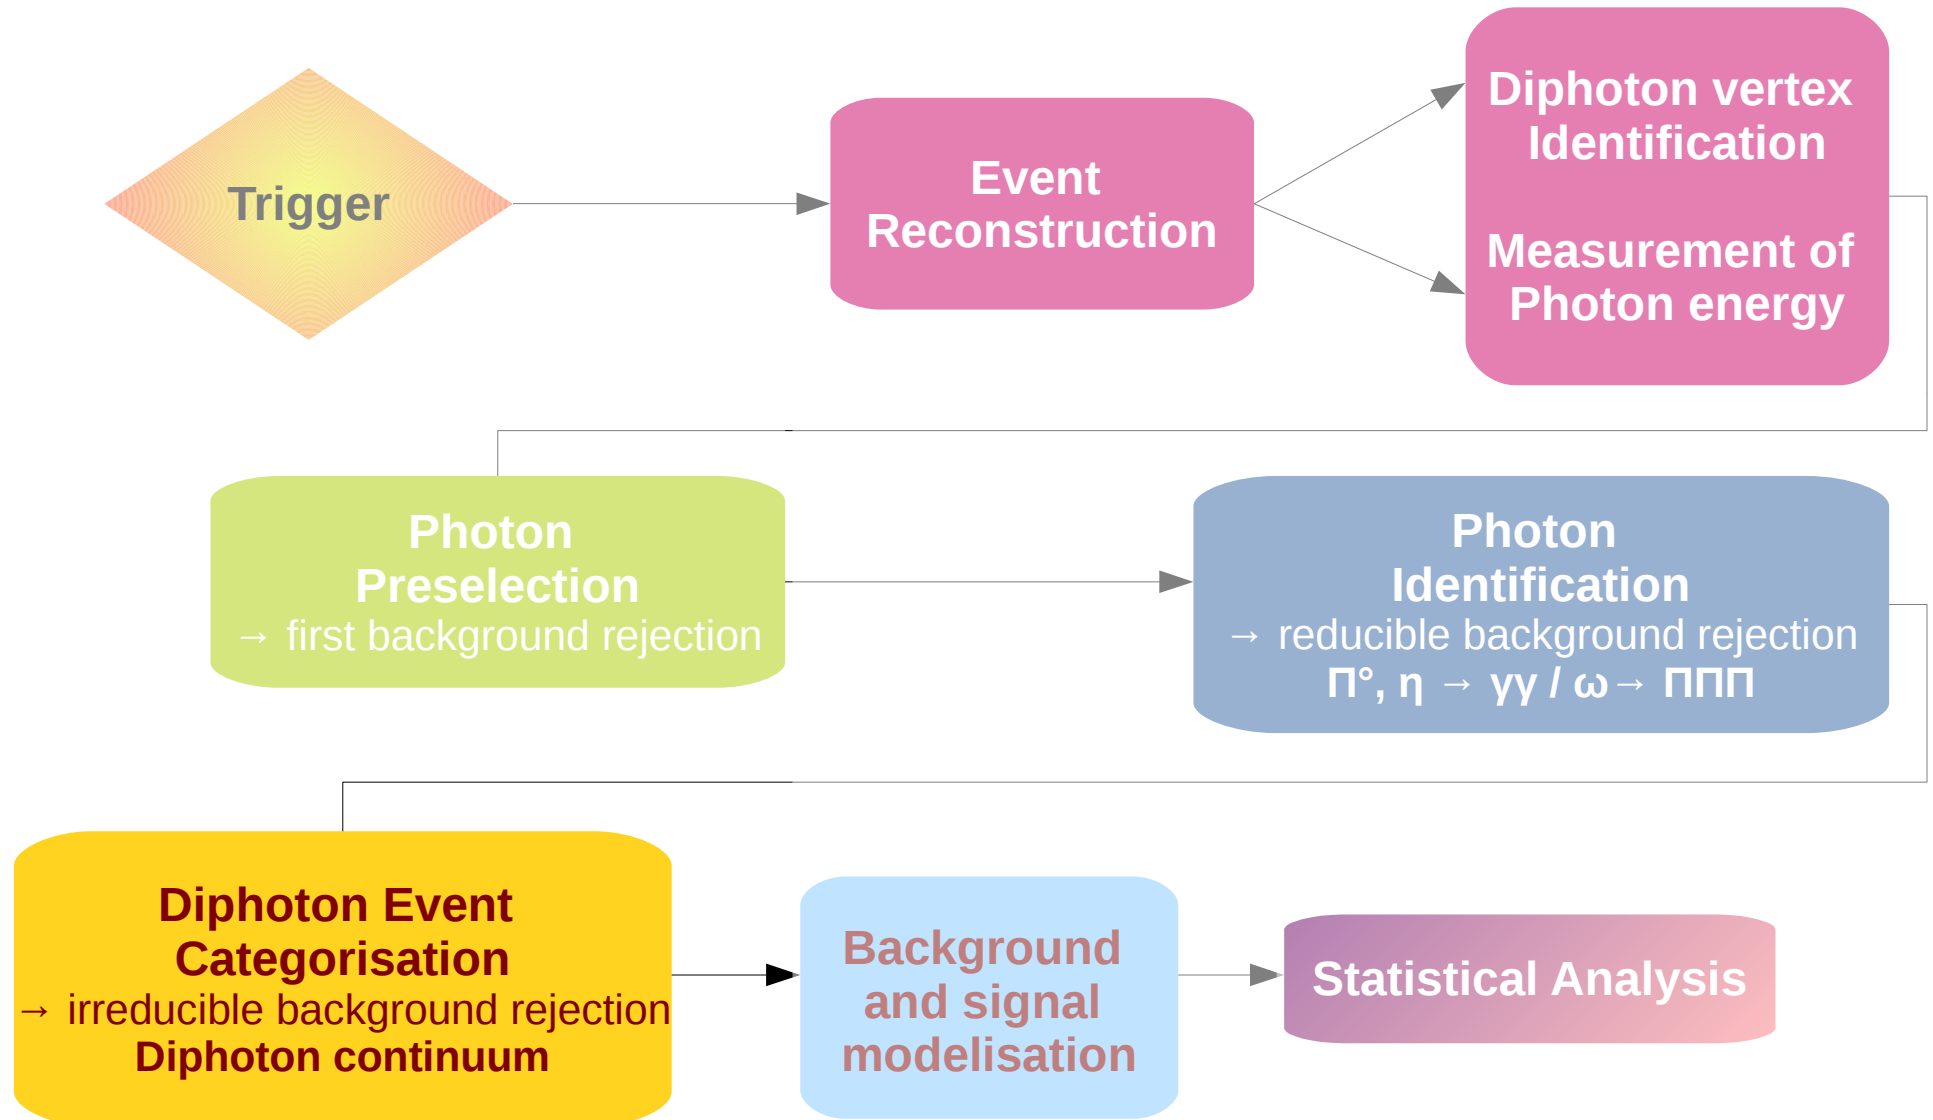 Trigger
Event
Reconstruction
Diphoton vertex
Identification
Measurement of
Photon energy
Photon
Preselection
→ first background rejection
Photon
Identification
→ reducible background rejection
Π°, η → γγ / ω→ ΠΠΠ
Diphoton Event
Categorisation
→ irreducible background rejection
Diphoton continuum
Background
and signal
modelisation
Statistical Analysis